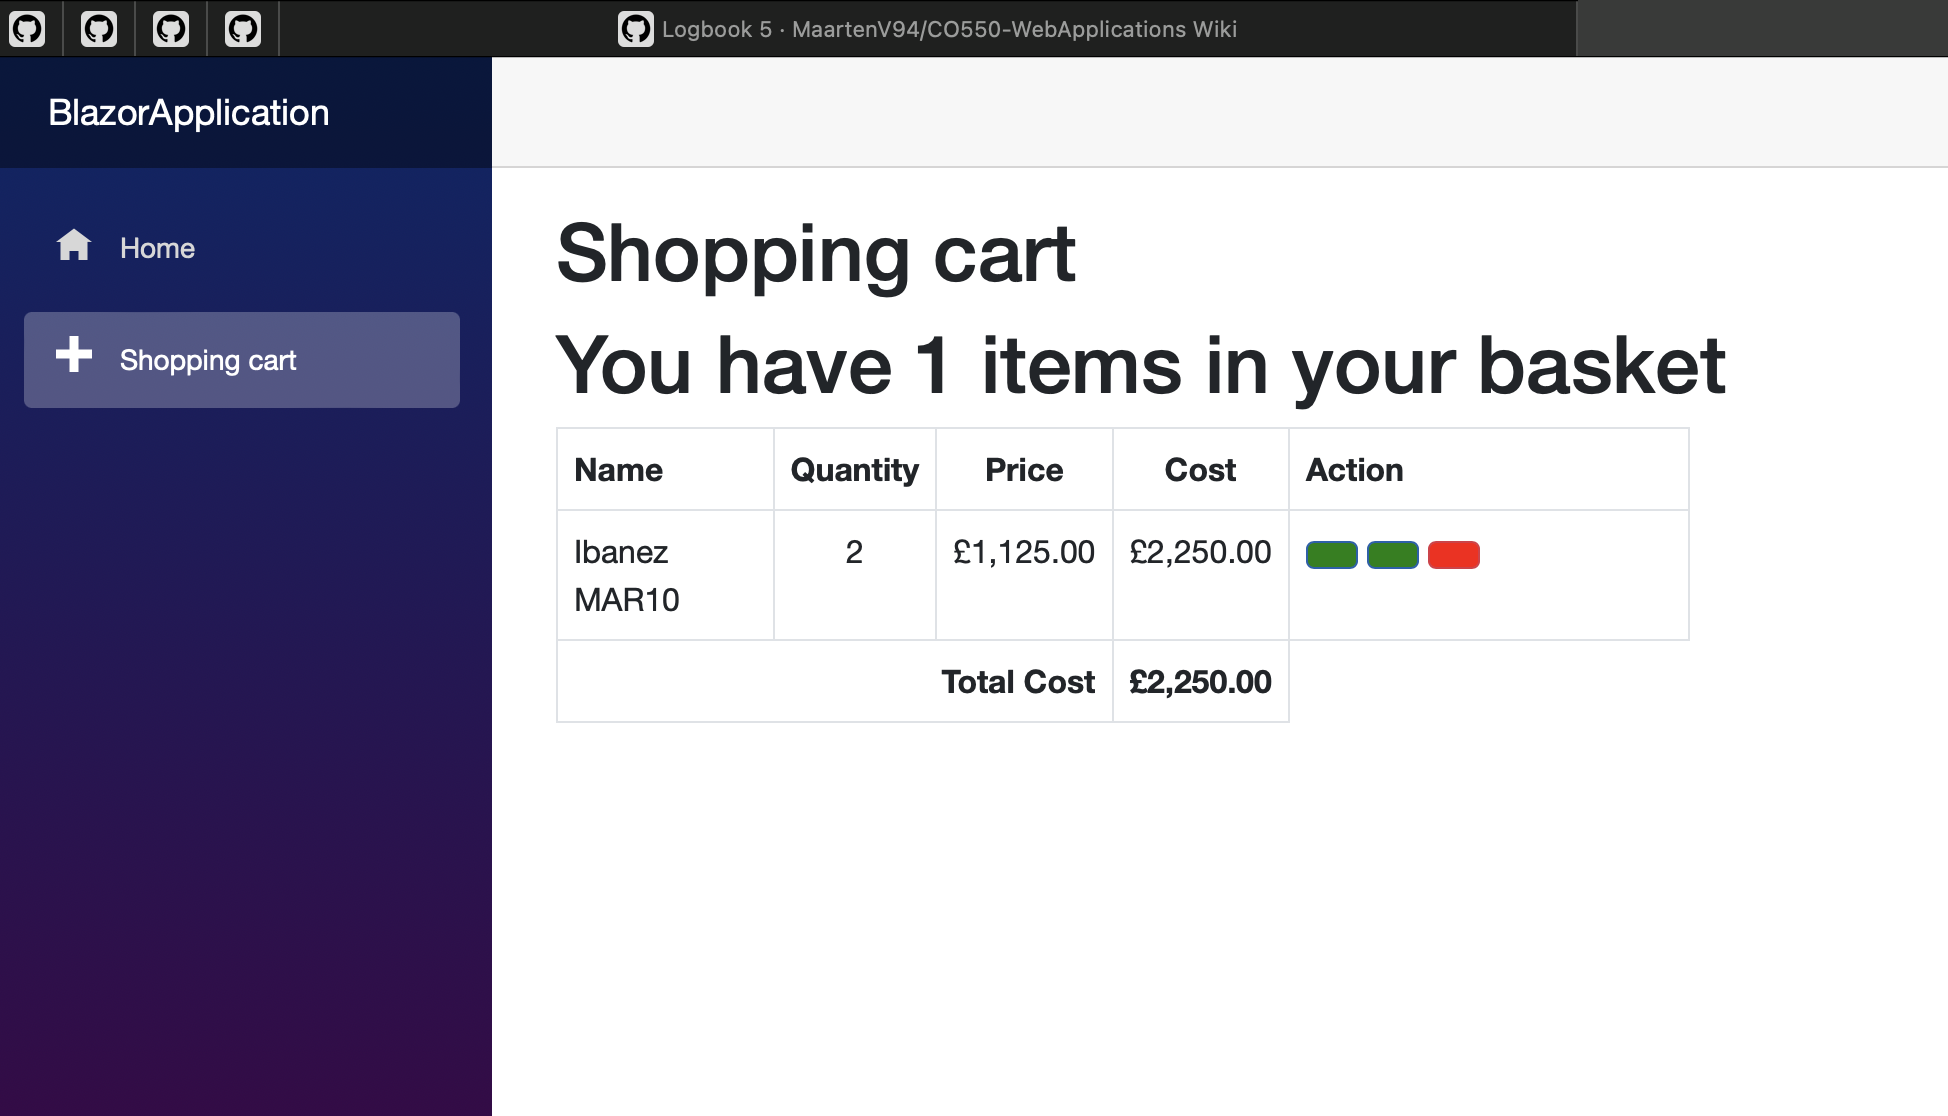 Logbook 5 · MaartenV94/CO550-WebApplications Wiki
BlazorApplication
Home
Shopping cart
Shopping cart
You have 1 items in your basket
Name Quantity Price Cost Action
Ibanez MAR10 2 £1,125.00 £2,250.00
Total Cost £2,250.00